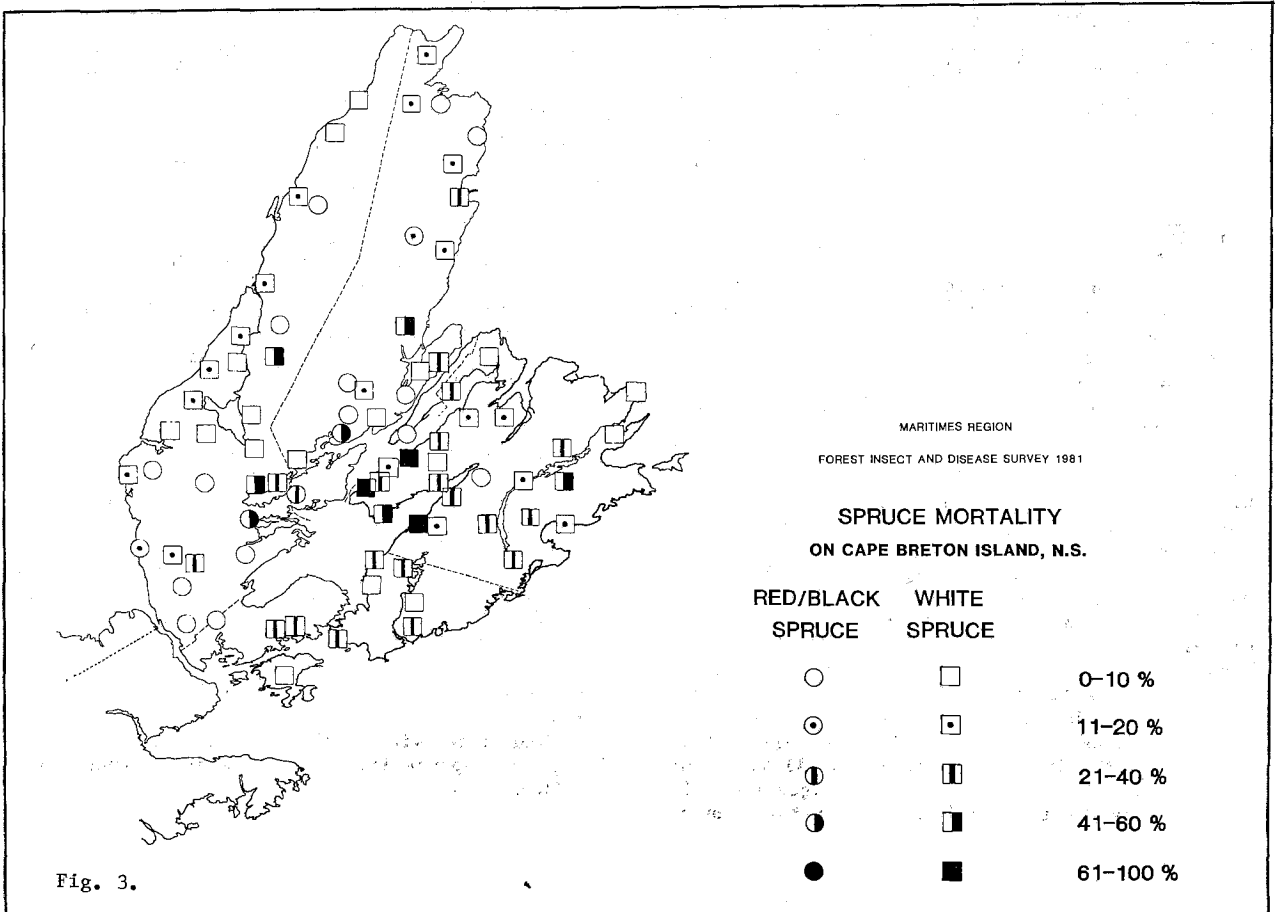 MARITIMES REGION
FOREST INSECT AND DISEASE SURVEY 1981
SPRUCE MORTALITY
ON CAPE BRETON ISLAND, N.S.
RED/BLACK WHITE
SPRUCE SPRUCE
0-10 %
11-20 %
21-40 %
41-60 %
61-100 %
Fig. 3.